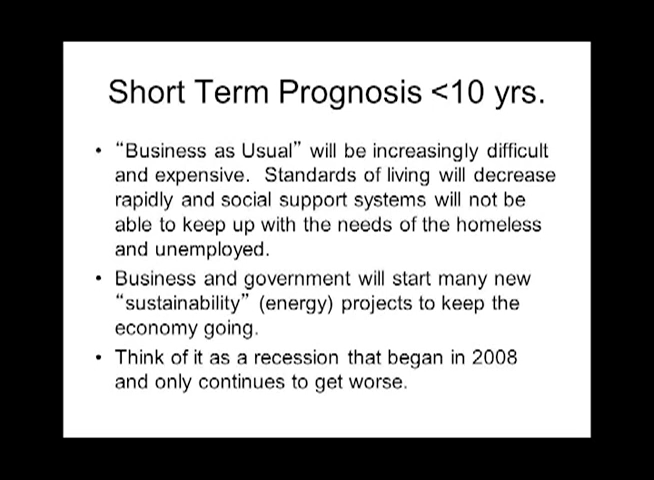 Short Term Prognosis <10 yrs.
• “Business as Usual” will be increasingly difficult
and expensive. Standards of living will decrease
rapidly and social support systems will not be
able to keep up with the needs of the homeless
and unemployed.
• Business and government will start many new
“sustainability” (energy) projects to keep the
economy going.
• Think of it as a recession that began in 2008
and only continues to get worse.